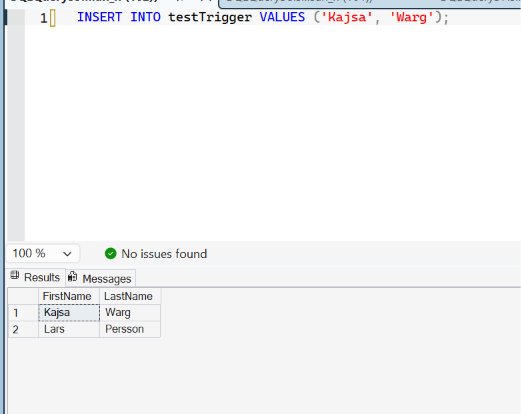 1 INSERT INTO testTrigger VALUES ('Kajsa', 'Warg');
100 %
No issues found
Results Messages
FirstName LastName
1 Kajsa Warg
2 Lars Persson